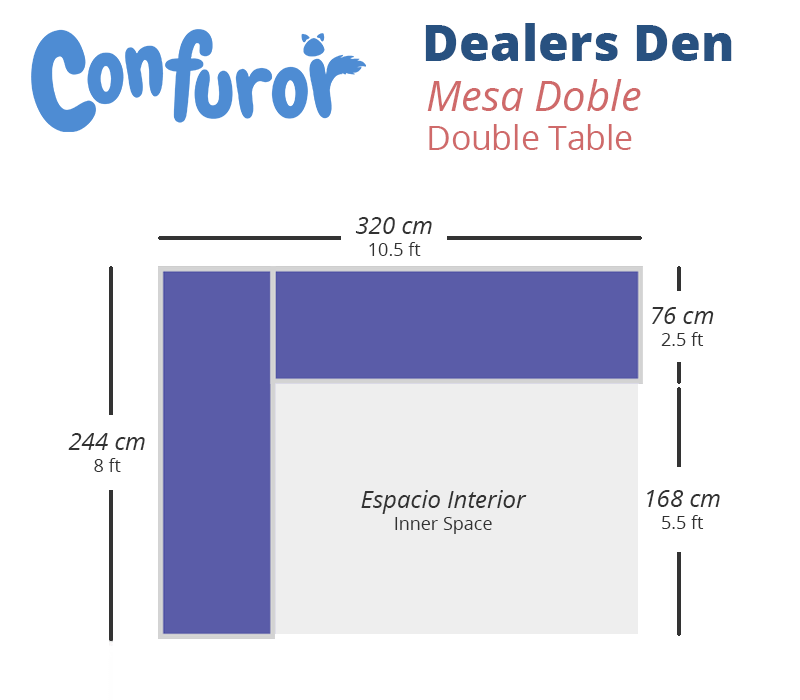 Confuror
Dealers Den
Mesa Doble
Double Table
320 cm
10.5 ft
76 cm
2.5 ft
244 cm
8 ft
Espacio Interior
Inner Space
168 cm
5.5 ft